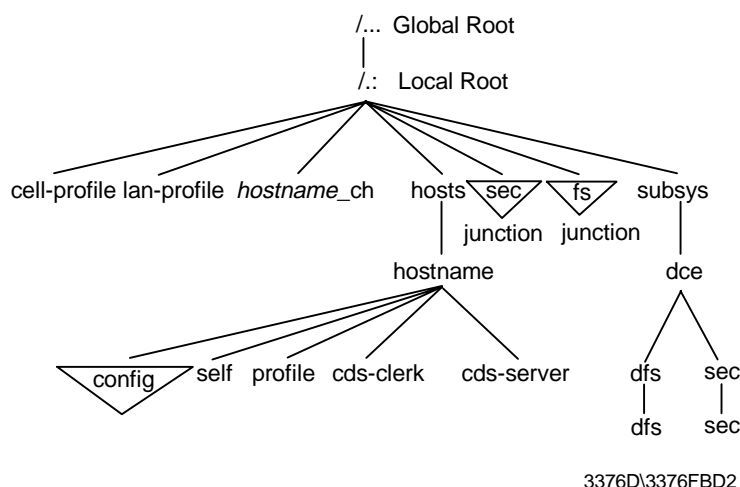 /... Global Root
/.: Local Root
cell-profile lan-profile hostname_ch hosts sec fs subsys
junction junction
hostname dce
config self profile cds-clerk cds-server dfs sec
dfs sec
3376D\3376FBD2